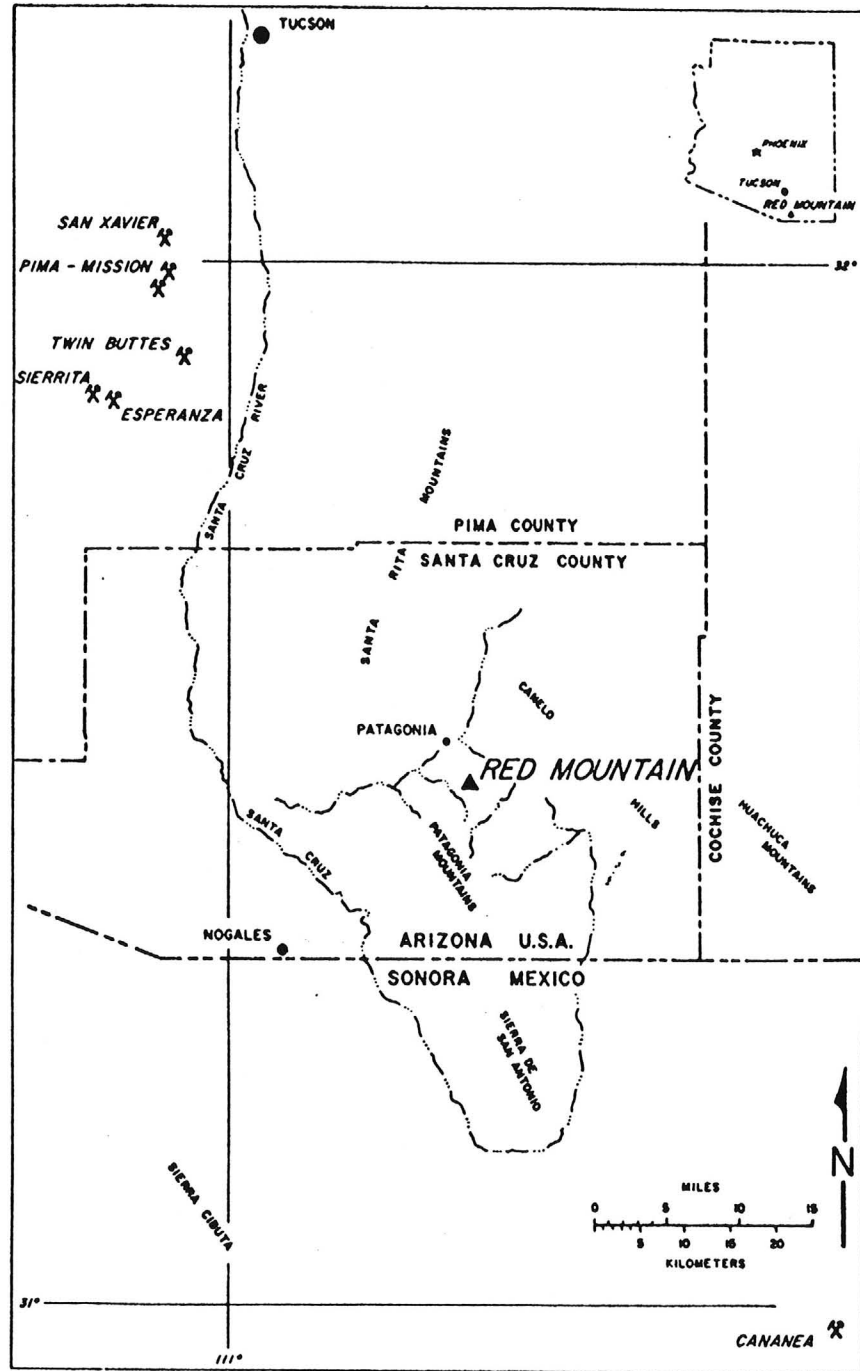 TUCSON
PHOENIX
TUCSON
RED MOUNTAIN
SAN XAVIER
PIMA - MISSION
32°
TWIN BUTTES
SIERRITA
ESPERANZA
SANTA CRUZ RIVER
SANTA RITA MOUNTAINS
PIMA COUNTY
SANTA CRUZ COUNTY
CANELO
HILLS
PATAGONIA
RED MOUNTAIN
COCHISE COUNTY
HUACHUCA
MOUNTAINS
PATAGONIA
MOUNTAINS
SANTA CRUZ
NOGALES
ARIZONA U.S.A.
SONORA MEXICO
SIERRA DE
SAN ANTONIO
SIERRA CIBUTA
N
MILES
0 5 10 15
5 10 15 20
KILOMETERS
31°
111°
CANANEA